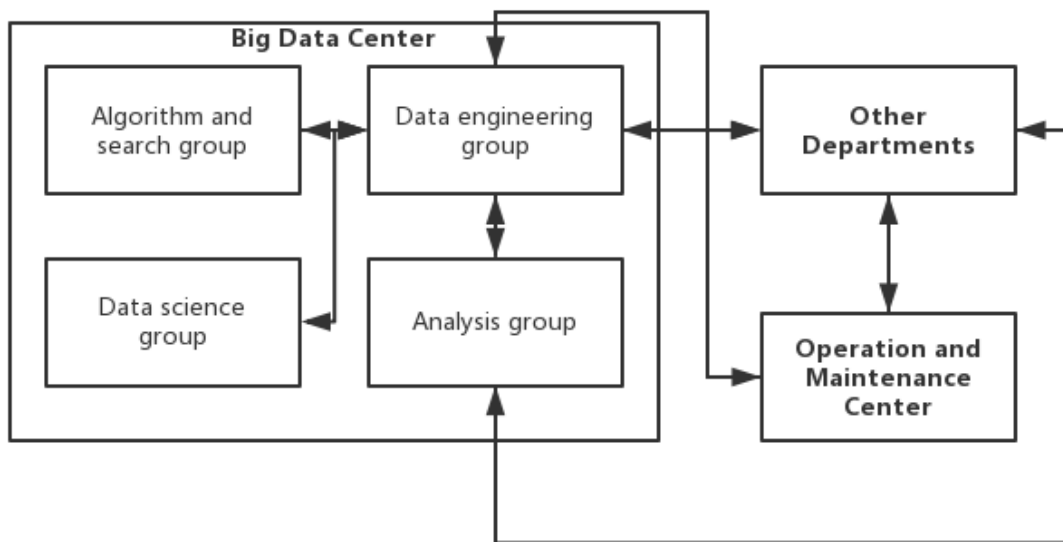 Big Data Center
Algorithm and
search group
Data engineering
group
Other
Departments
Data science
group
Analysis group
Operation and
Maintenance
Center